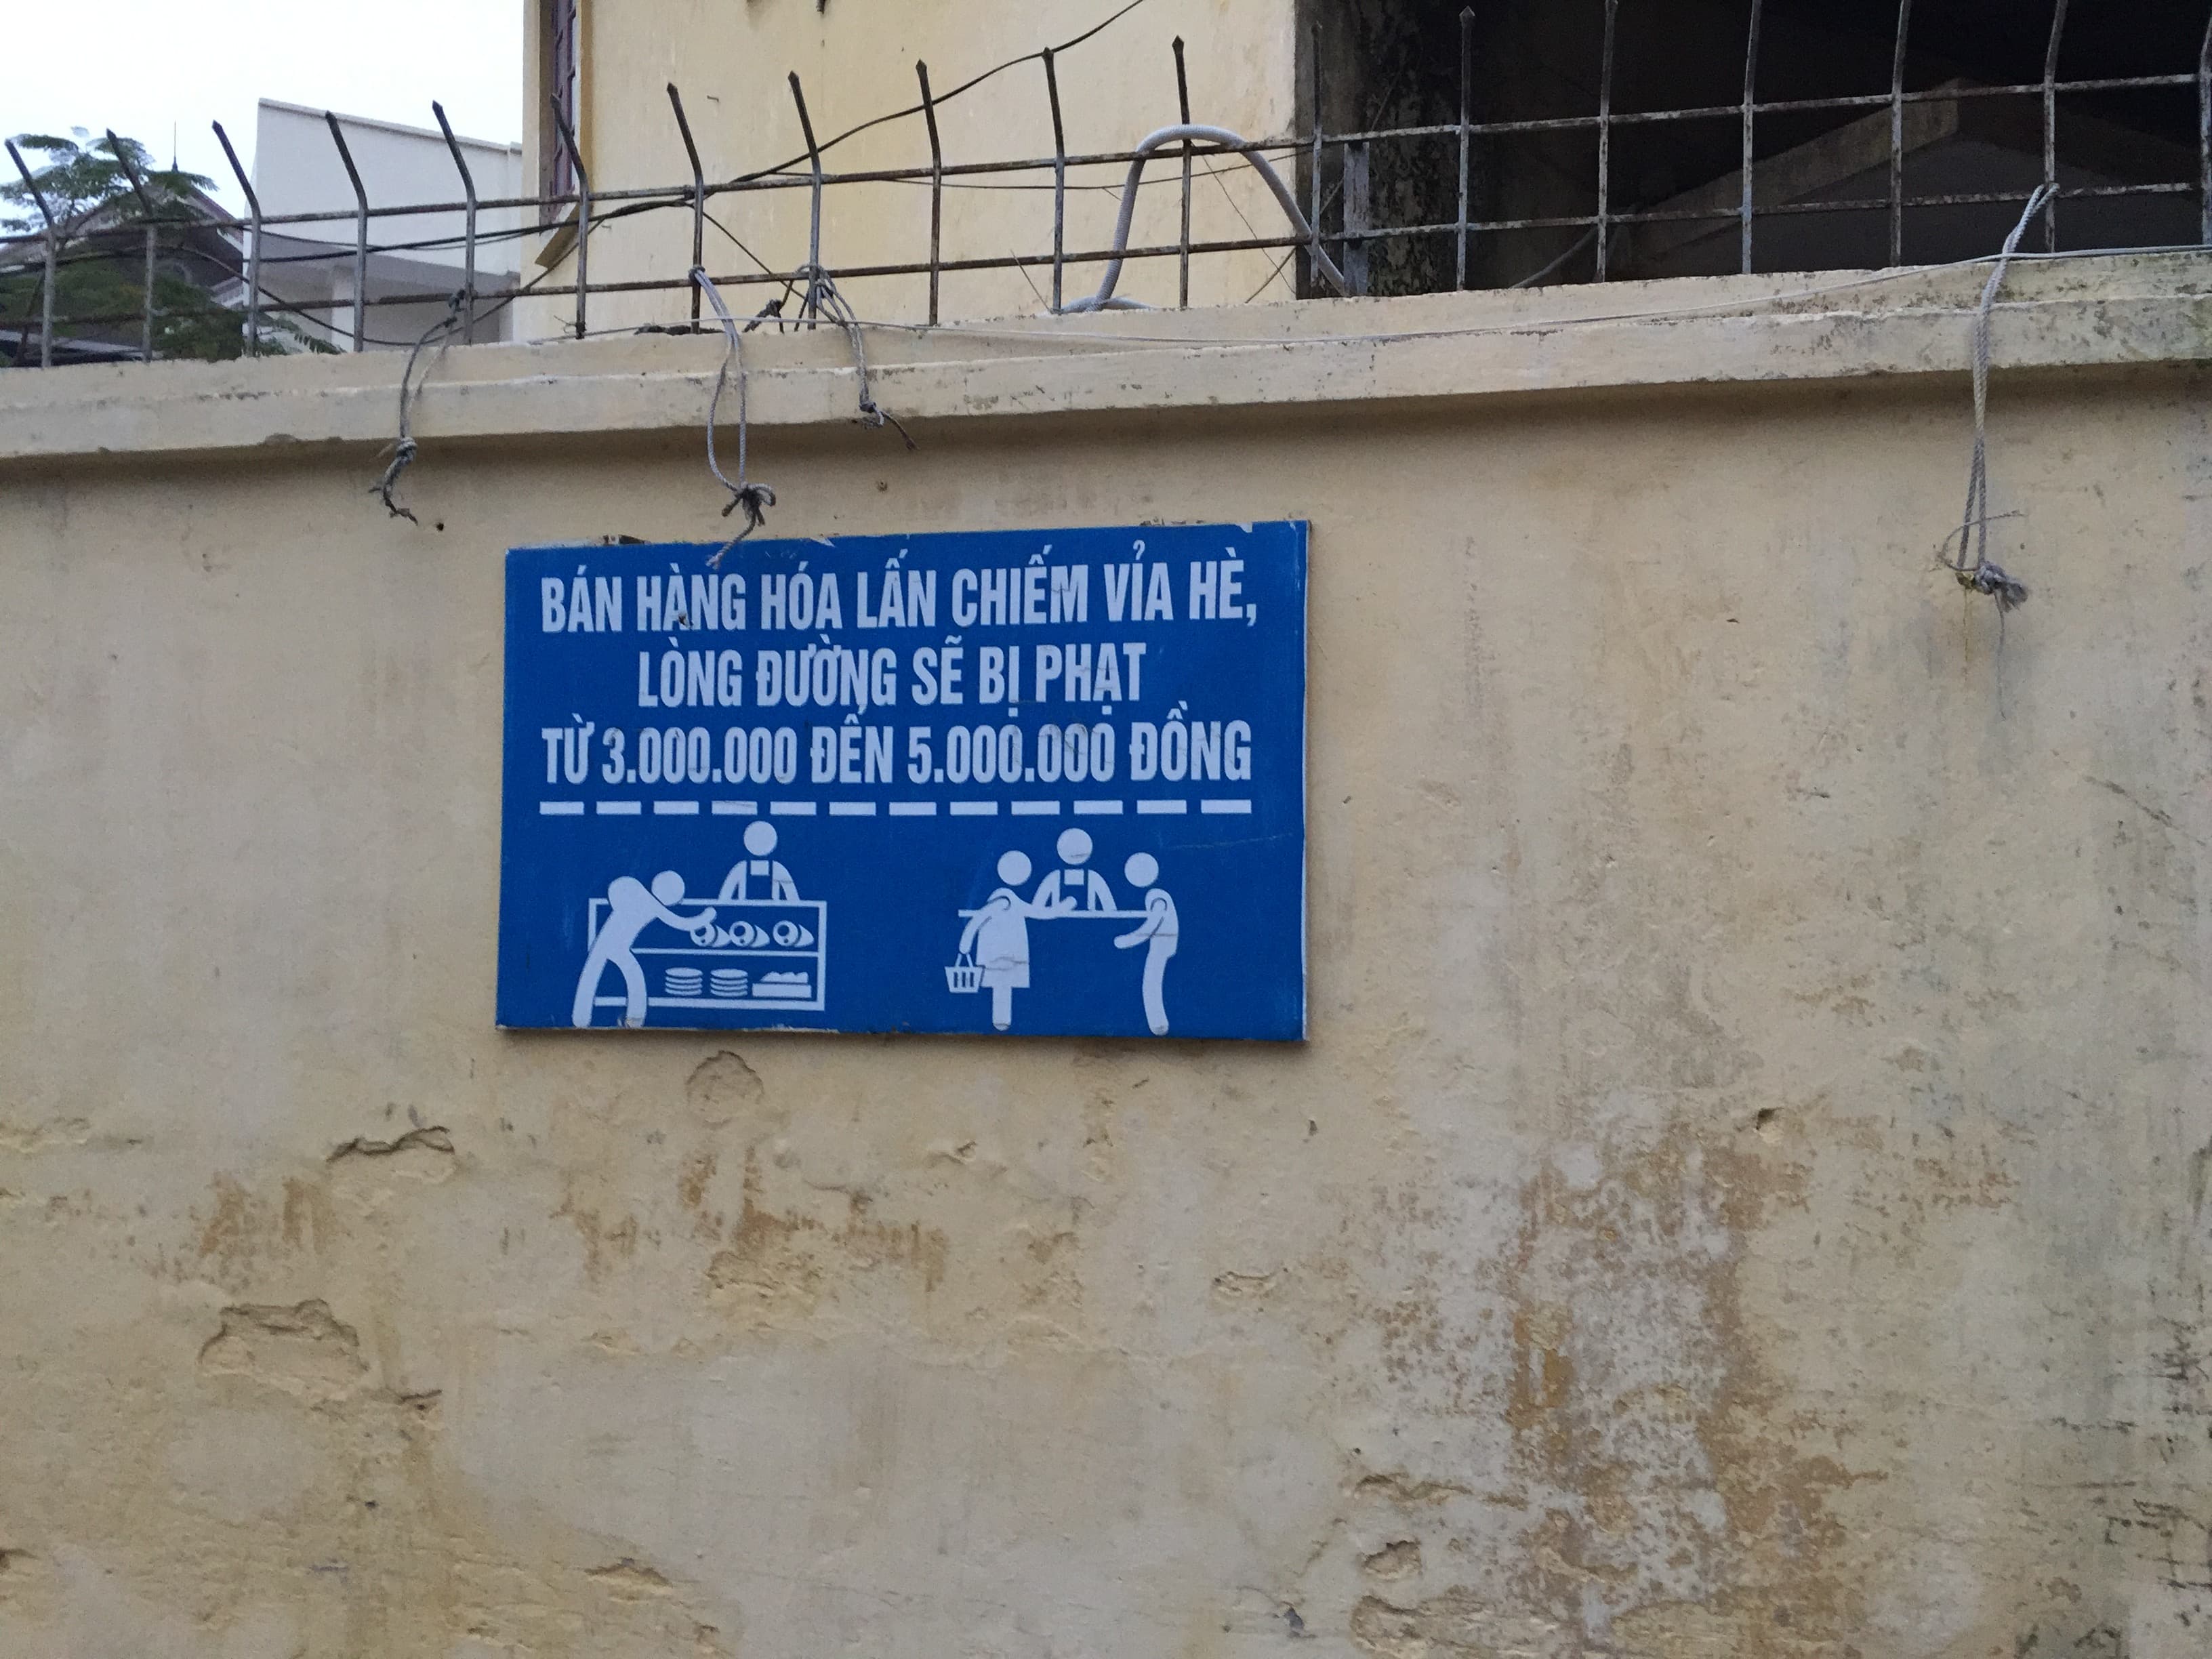 BÁN HÀNG HÓA LẤN CHIẾM VỈA HÈ,
LÒNG ĐƯỜNG SẼ BỊ PHẠT
TỪ 3.000.000 ĐẾN 5.000.000 ĐỒNG